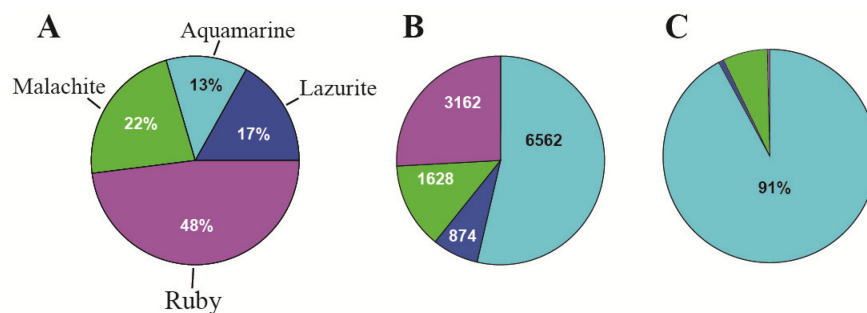 A
B
C
Aquamarine
Malachite
Lazurite
13%
22%
17%
48%
Ruby
3162
6562
1628
874
91%